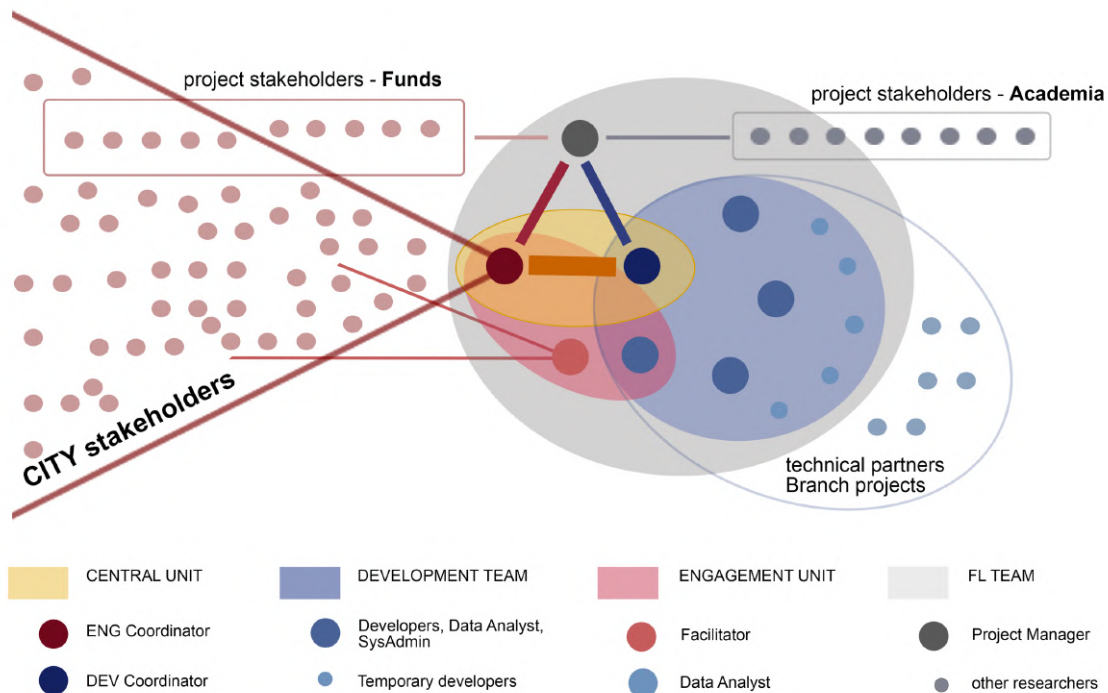 project stakeholders - Funds
project stakeholders - Academia
CITY stakeholders
technical partners
Branch projects
CENTRAL UNIT
DEVELOPMENT TEAM
ENGAGEMENT UNIT
FL TEAM
ENG Coordinator
Developers, Data Analyst,
SysAdmin
Facilitator
Project Manager
DEV Coordinator
Temporary developers
Data Analyst
other researchers